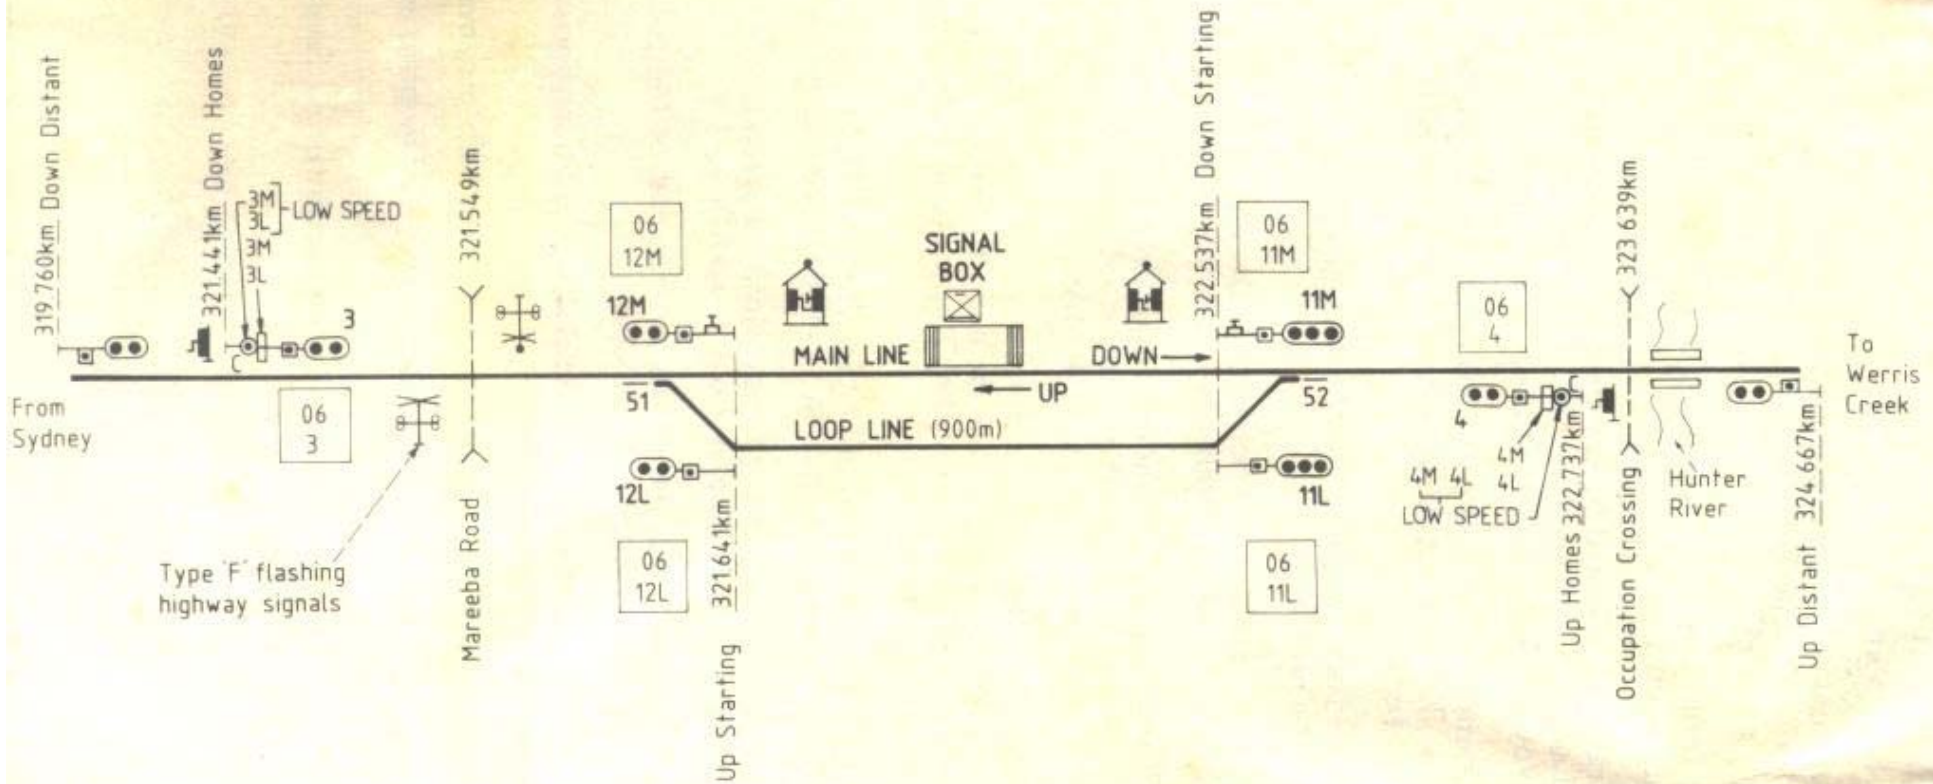 319.760km Down Distant
321.441km Down Homes
3M
3L
LOW SPEED
3M
3L
3
321.549km
06
12M
12M
SIGNAL
BOX
322.537km Down Starting
06
11M
11M
06
4
323 639km
MAIN LINE
DOWN
UP
From
Sydney
06
3
51
LOOP LINE (900m)
52
4
C
C
To
Werris
Creek
12L
11L
4M 4L
LOW SPEED
4M
4L
Hunter
River
Type 'F' flashing
highway signals
Mareeba Road
06
12L
321.641km
Up Starting
06
11L
Up Homes 322.737km
Occupation Crossing
Up Distant 324.667km